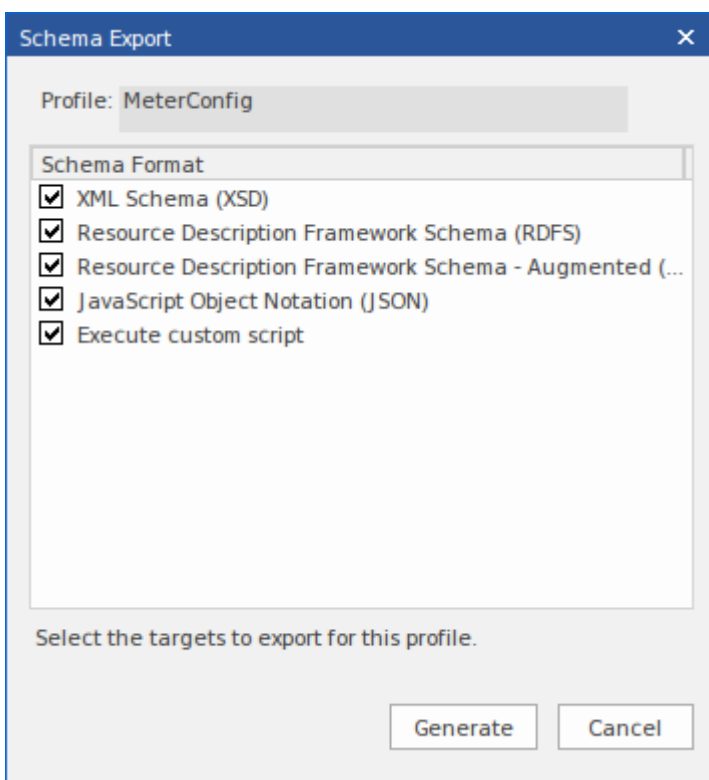 Schema Export
Profile: MeterConfig
Schema Format
XML Schema (XSD)
Resource Description Framework Schema (RDFS)
Resource Description Framework Schema - Augmented (...
JavaScript Object Notation (JSON)
Execute custom script
Select the targets to export for this profile.
Generate Cancel